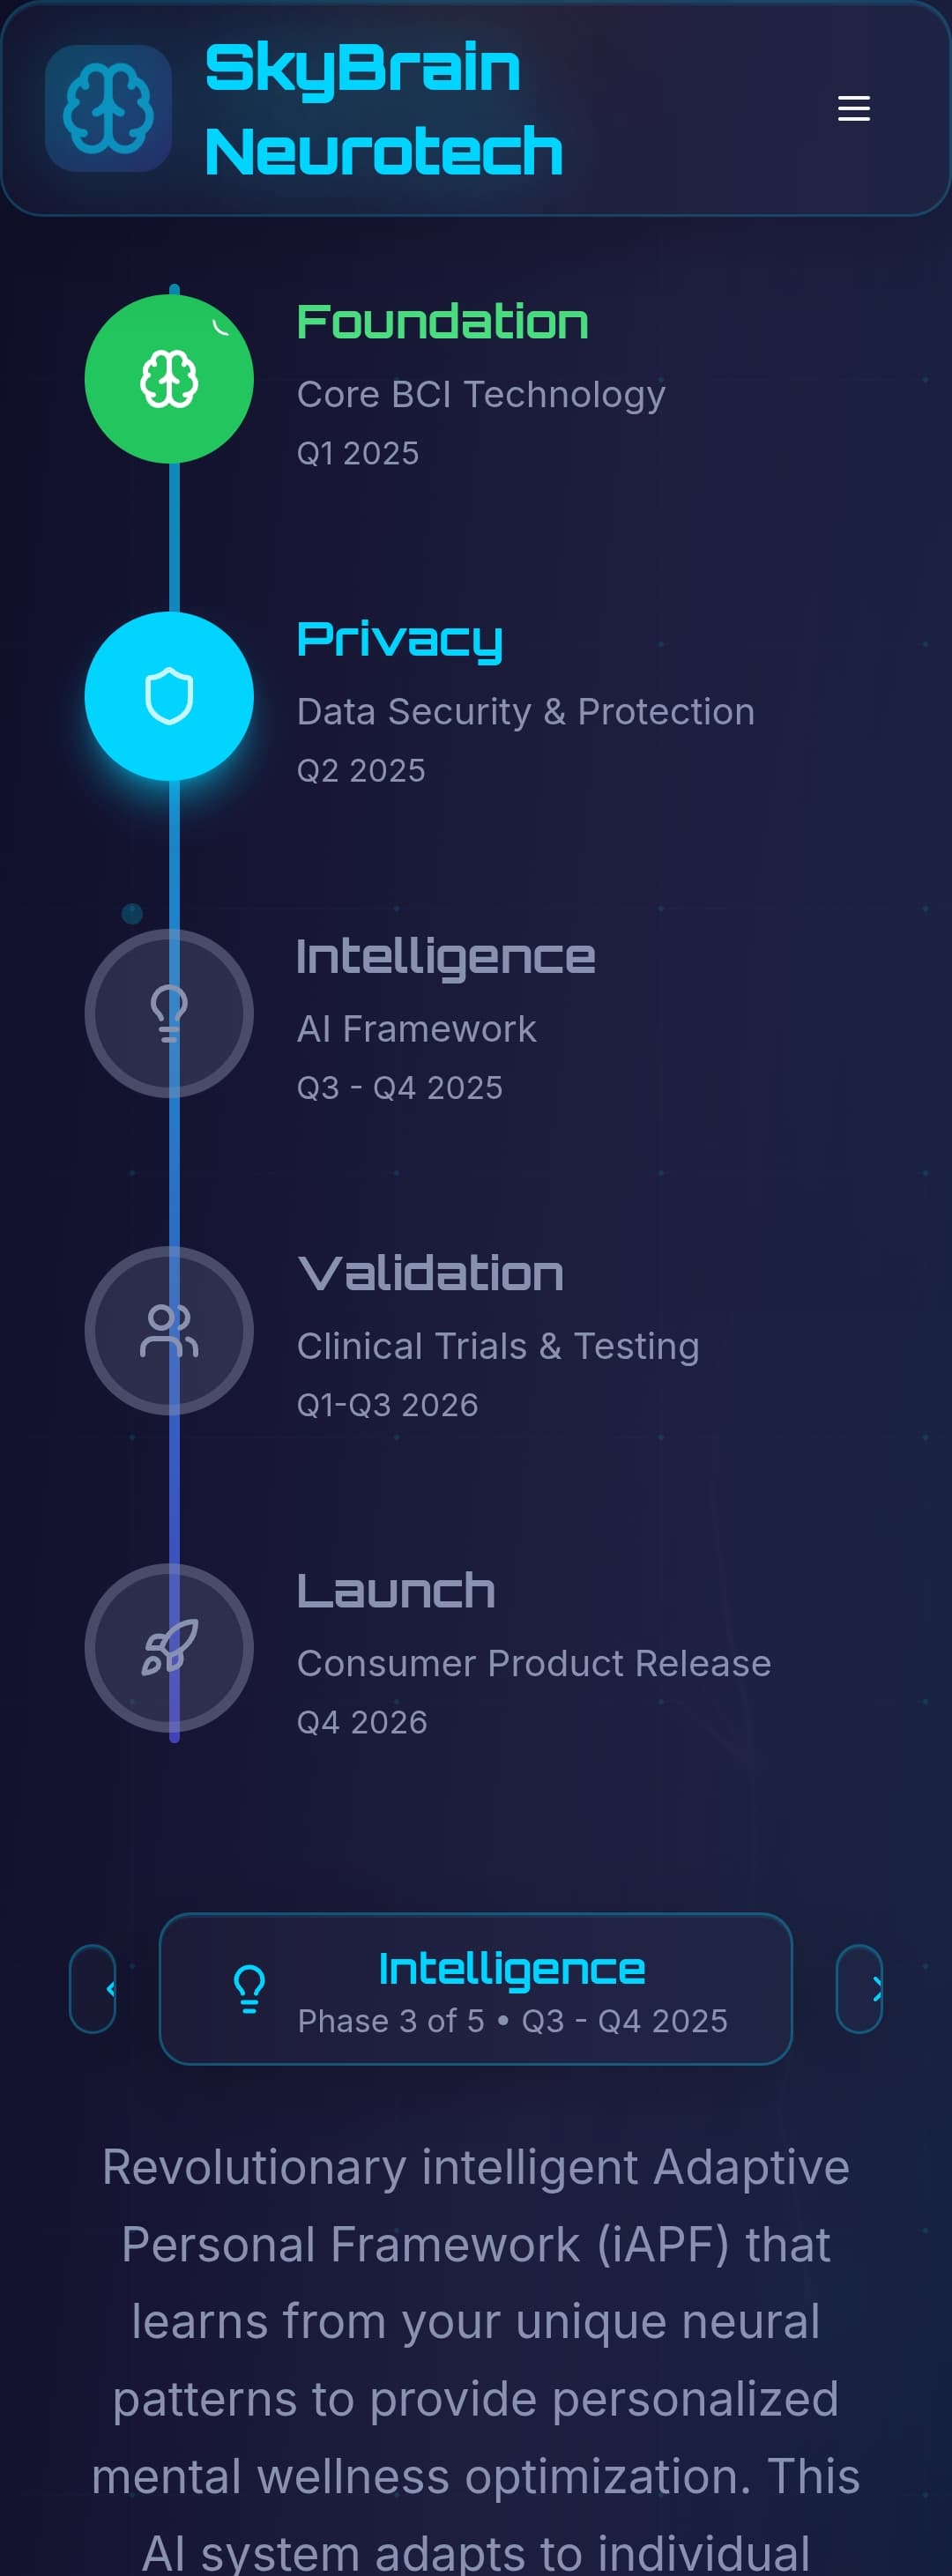 SkyBrain
Neurotech
Foundation
Core BCI Technology
Q1 2025
Privacy
Data Security & Protection
Q2 2025
Intelligence
AI Framework
Q3 - Q4 2025
Validation
Clinical Trials & Testing
Q1-Q3 2026
Launch
Consumer Product Release
Q4 2026
Intelligence
Phase 3 of 5 • Q3 - Q4 2025
Revolutionary intelligent Adaptive
Personal Framework (iAPF) that
learns from your unique neural
patterns to provide personalized
mental wellness optimization. This
AI system adapts to individual